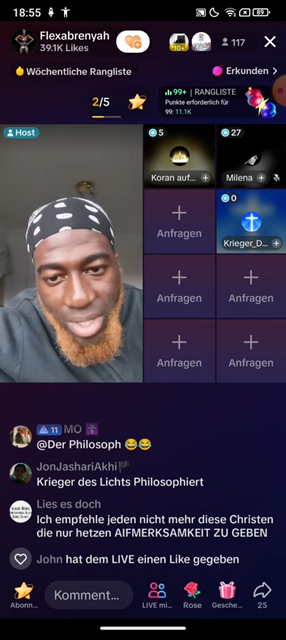 18:55
89
Flexabrenyah
39.1K Likes
10+
117
Wöchentliche Rangliste
Erkunden >
2/5
99+ | RANGLISTE
Punkte erforderlich für
99: 11.1K
Host
5
27
Koran auf...
Milena
Anfragen
0
Krieger_D...
Anfragen
Anfragen
Anfragen
Anfragen
11 MO
@Der Philosoph 😂😂
JonJashariAkhi
Krieger des Lichts Philosophiert
Lies es doch
Ich empfehle jeden nicht mehr diese Christen
die nur hetzen AIFMERKSAMKEIT ZU GEBEN
John hat dem LIVE einen Like gegeben
Abonn...
Komment...
LIVE mi...
Rose
Gesche...
25